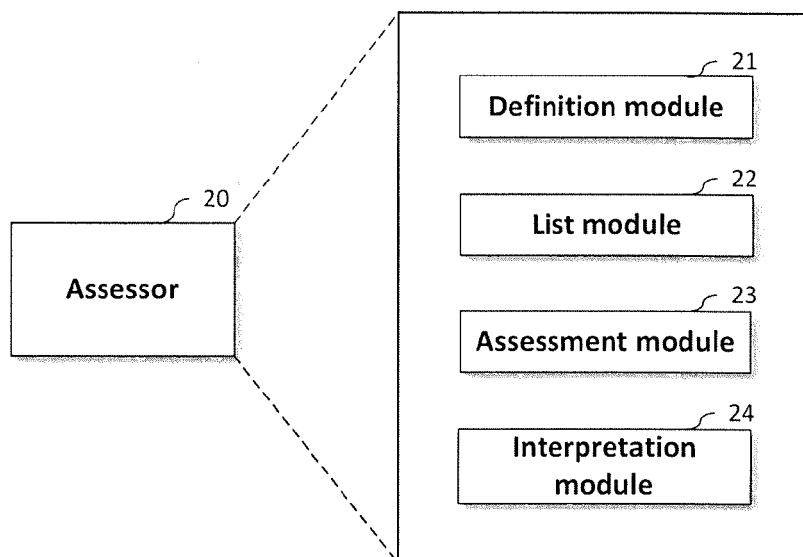 21
Definition module
22
20
List module
Assessor
23
Assessment module
24
Interpretation
module